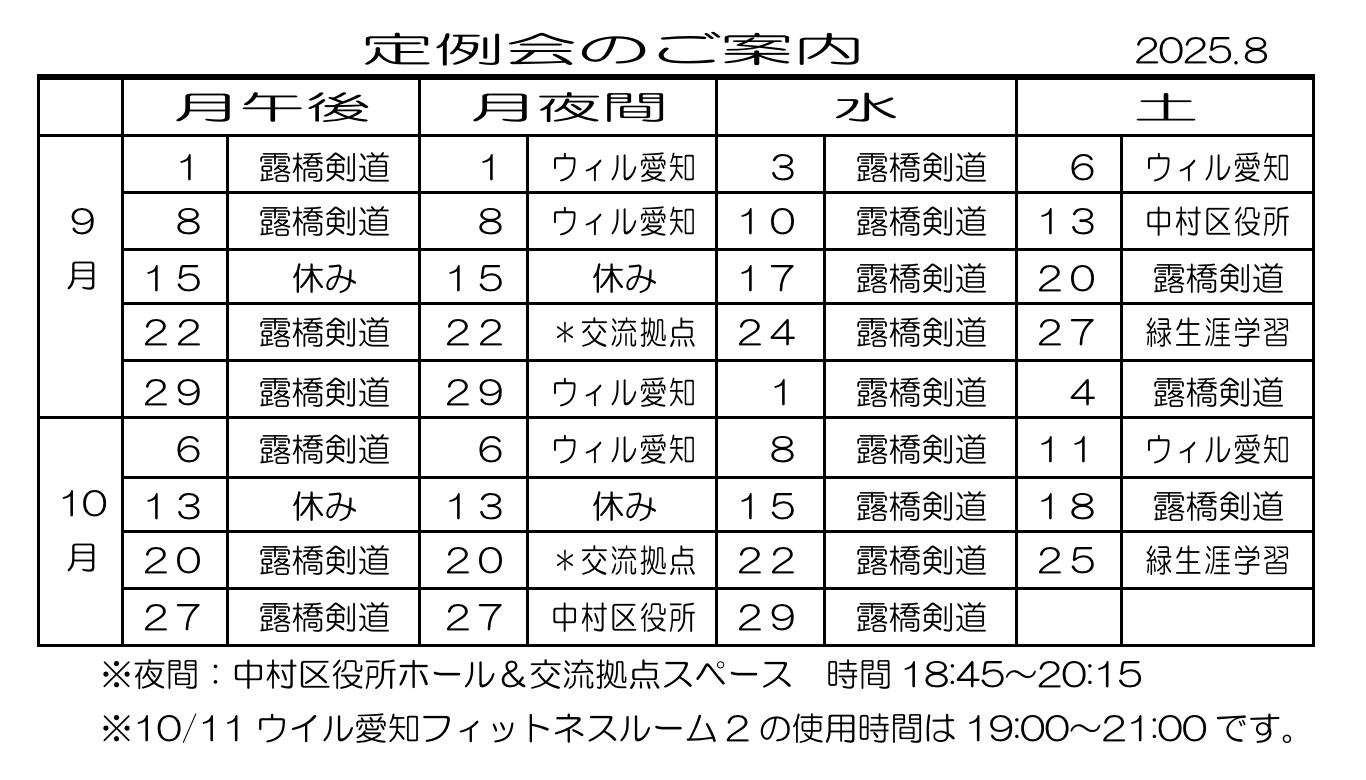 定例会のご案内 2025.8
月午後 月夜間 水 土
9月
1 露橋剣道 1 ウィル愛知 3 露橋剣道 6 ウィル愛知
8 露橋剣道 8 ウィル愛知 10 露橋剣道 13 中村区役所
15 休み 15 休み 17 露橋剣道 20 露橋剣道
22 露橋剣道 22 ＊交流拠点 24 露橋剣道 27 緑生涯学習
29 露橋剣道 29 ウィル愛知 1 露橋剣道 4 露橋剣道
10月
6 露橋剣道 6 ウィル愛知 8 露橋剣道 11 ウィル愛知
13 休み 13 休み 15 露橋剣道 18 露橋剣道
20 露橋剣道 20 ＊交流拠点 22 露橋剣道 25 緑生涯学習
27 露橋剣道 27 中村区役所 29 露橋剣道
※夜間：中村区役所ホール＆交流拠点スペース　時間 18:45～20:15
※10/11 ウイル愛知フィットネスルーム2 の使用時間は 19:00～21:00 です。